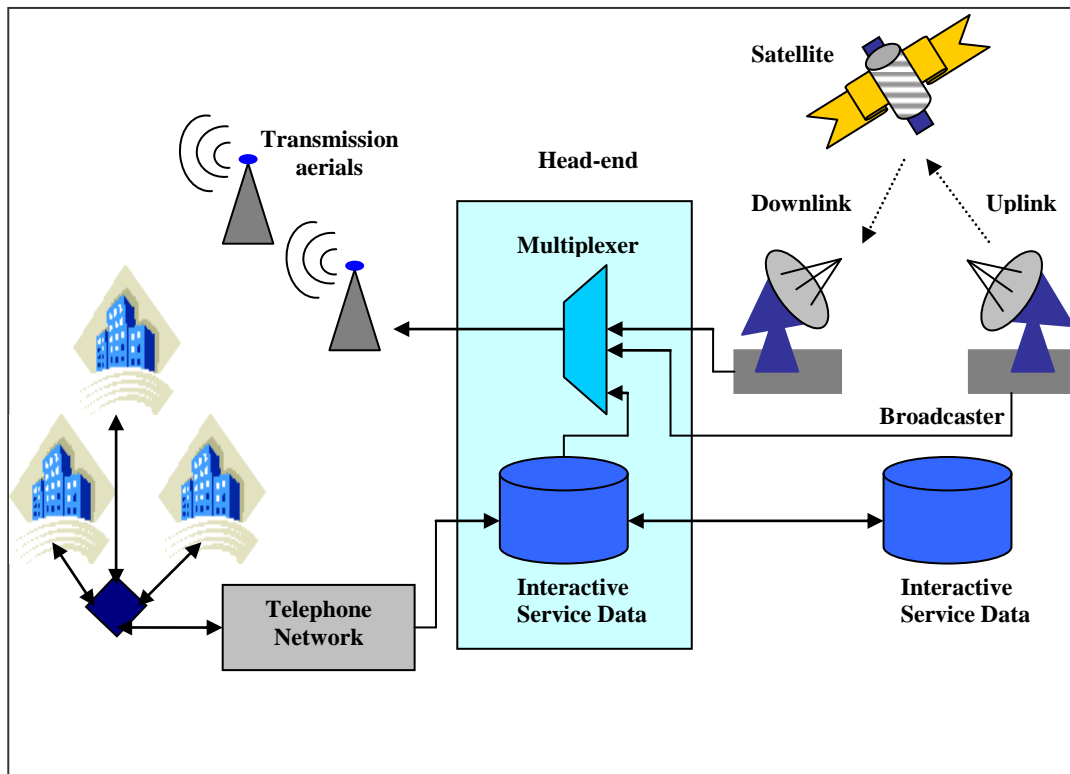 Satellite
Transmission
aerials
Head-end
Downlink
Uplink
Multiplexer
Broadcaster
Interactive
Service Data
Interactive
Service Data
Telephone
Network